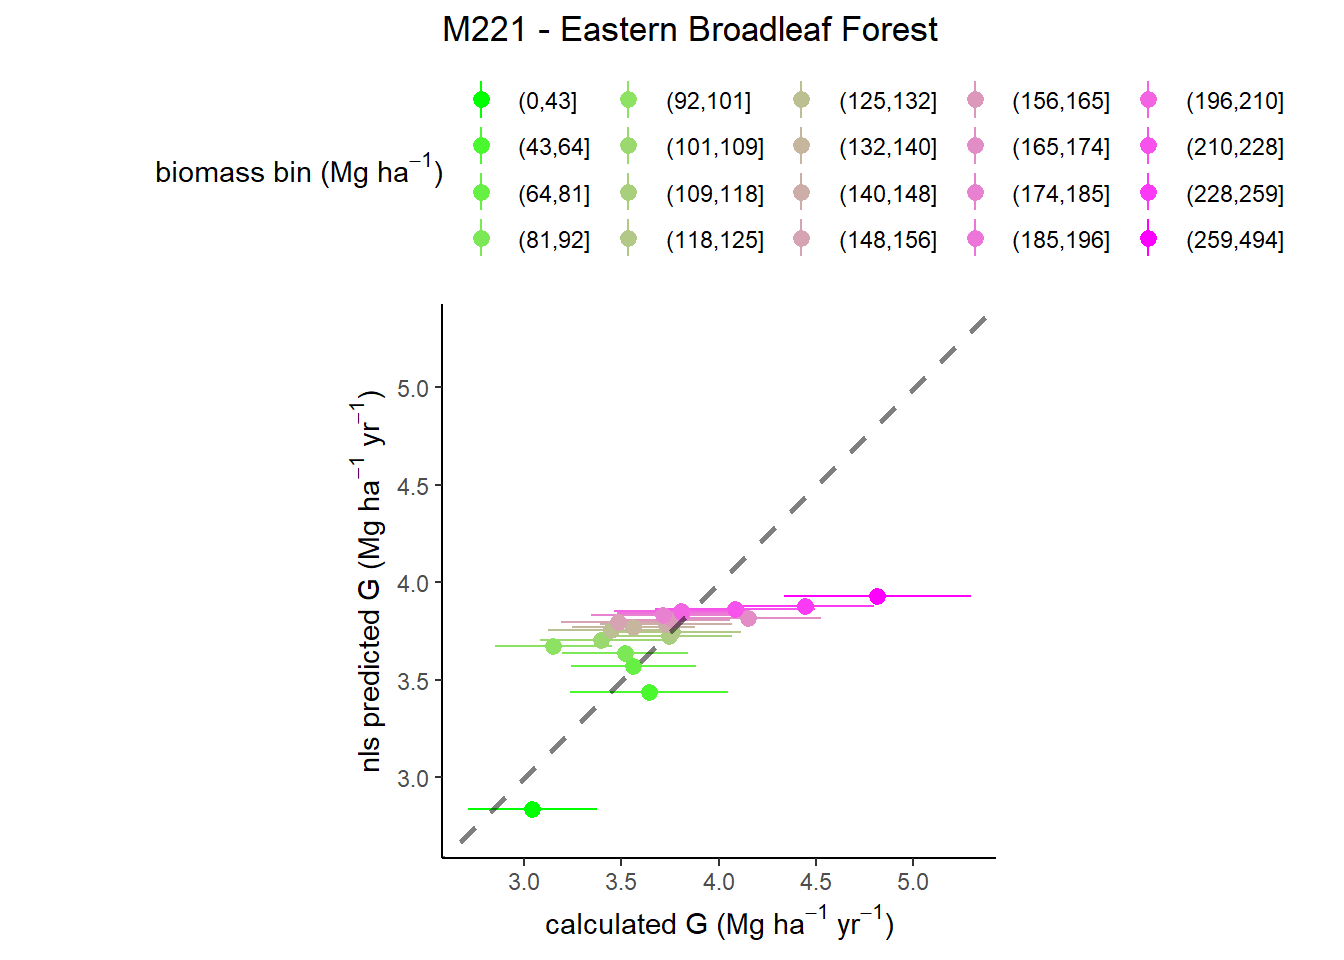 M221 - Eastern Broadleaf Forest
biomass bin (Mg ha⁻¹)
(0,43] (92,101] (125,132] (156,165] (196,210]
(43,64] (101,109] (132,140] (165,174] (210,228]
(64,81] (109,118] (140,148] (174,185] (228,259]
(81,92] (118,125] (148,156] (185,196] (259,494]
nls predicted G (Mg ha⁻¹ yr⁻¹)
5.0
4.5
4.0
3.5
3.0
3.0 3.5 4.0 4.5 5.0
calculated G (Mg ha⁻¹ yr⁻¹)